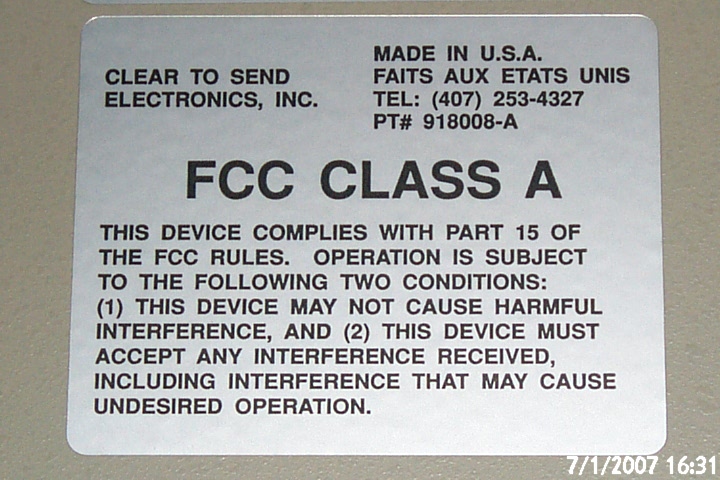 CLEAR TO SEND
ELECTRONICS, INC.
MADE IN U.S.A.
FAITS AUX ETATS UNIS
TEL: (407) 253-4327
PT# 918008-A
FCC CLASS A
THIS DEVICE COMPLIES WITH PART 15 OF
THE FCC RULES. OPERATION IS SUBJECT
TO THE FOLLOWING TWO CONDITIONS:
(1) THIS DEVICE MAY NOT CAUSE HARMFUL
INTERFERENCE, AND (2) THIS DEVICE MUST
ACCEPT ANY INTERFERENCE RECEIVED,
INCLUDING INTERFERENCE THAT MAY CAUSE
UNDESIRED OPERATION.
7/1/2007 16:31